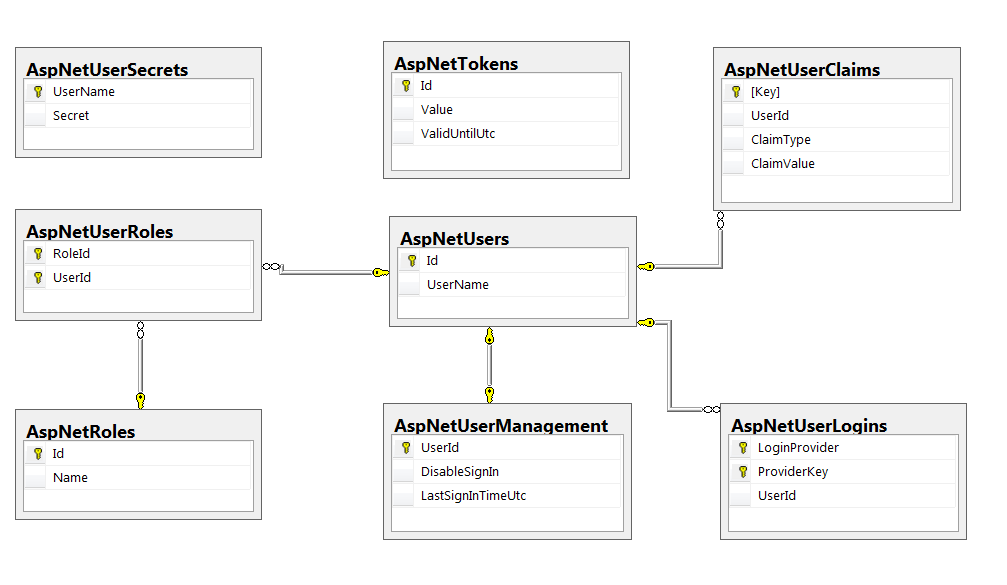 AspNetUserSecrets
UserName
Secret
AspNetTokens
Id
Value
ValidUntilUtc
AspNetUserClaims
[Key]
UserId
ClaimType
ClaimValue
AspNetUserRoles
RoleId
UserId
AspNetUsers
Id
UserName
AspNetRoles
Id
Name
AspNetUserManagement
UserId
DisableSignIn
LastSignInTimeUtc
AspNetUserLogins
LoginProvider
ProviderKey
UserId